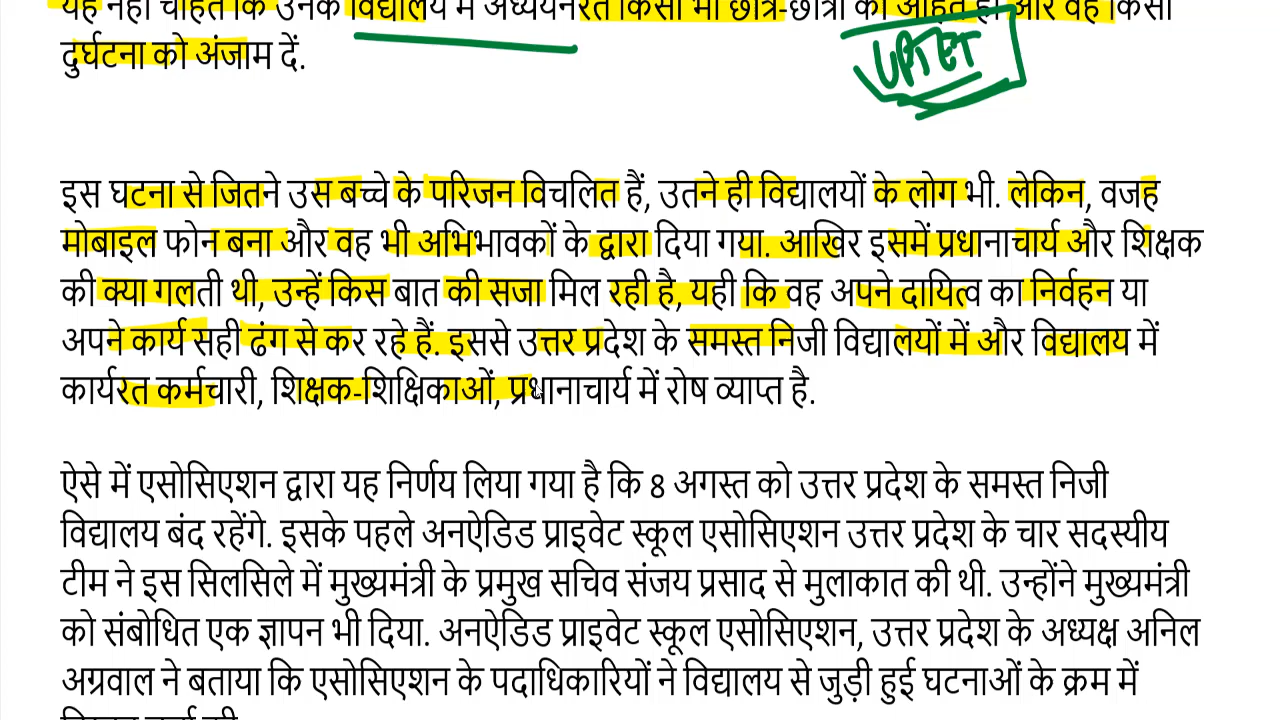 यह नहीं चाहते कि उनके विद्यालय में अध्ययनरत किसी भी छात्र-छात्रा को आहत हो और वह किसी
दुर्घटना को अंजाम दें.
UPTET
इस घटना से जितने उस बच्चे के परिजन विचलित हैं, उतने ही विद्यालयों के लोग भी. लेकिन, वजह
मोबाइल फोन बना और वह भी अभिभावकों के द्वारा दिया गया. आखिर इसमें प्रधानाचार्य और शिक्षक
की क्या गलती थी, उन्हें किस बात की सजा मिल रही है, यही कि वह अपने दायित्व का निर्वहन या
अपने कार्य सही ढंग से कर रहे हैं. इससे उत्तर प्रदेश के समस्त निजी विद्यालयों में और विद्यालय में
कार्यरत कर्मचारी, शिक्षक-शिक्षिकाओं, प्रधानाचार्य में रोष व्याप्त है.
ऐसे में एसोसिएशन द्वारा यह निर्णय लिया गया है कि 8 अगस्त को उत्तर प्रदेश के समस्त निजी
विद्यालय बंद रहेंगे. इसके पहले अनऐडिड प्राइवेट स्कूल एसोसिएशन उत्तर प्रदेश के चार सदस्यीय
टीम ने इस सिलसिले में मुख्यमंत्री के प्रमुख सचिव संजय प्रसाद से मुलाकात की थी. उन्होंने मुख्यमंत्री
को संबोधित एक ज्ञापन भी दिया. अनऐडिड प्राइवेट स्कूल एसोसिएशन, उत्तर प्रदेश के अध्यक्ष अनिल
अग्रवाल ने बताया कि एसोसिएशन के पदाधिकारियों ने विद्यालय से जुड़ी हुई घटनाओं के क्रम में